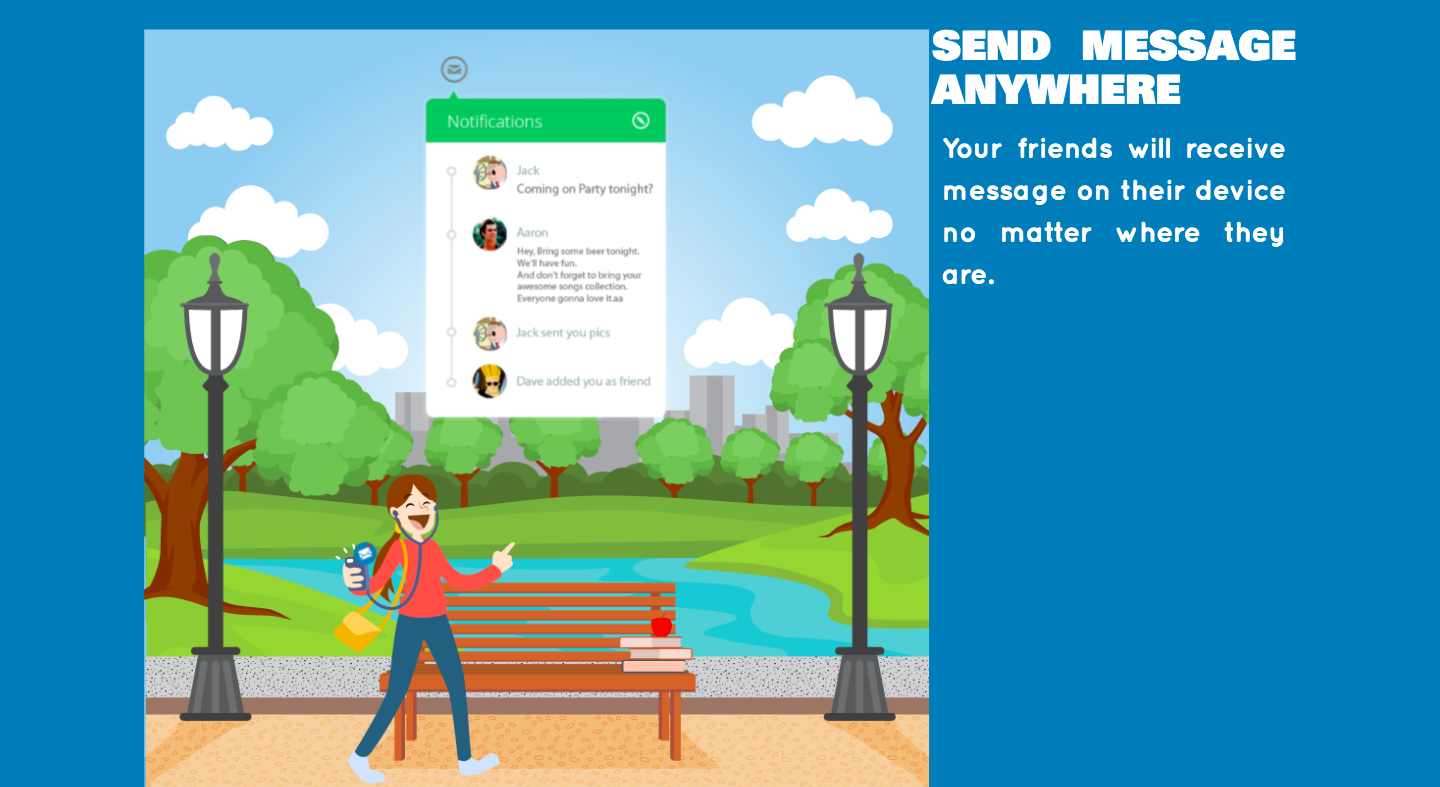 SEND MESSAGE
ANYWHERE
Your friends will receive
message on their device
no matter where they
are.
Notifications
Jack
Coming on Party tonight?
Aaron
Hey, Bring some beer tonight.
We'll have fun.
And don't forget to bring your
awesome songs collection.
Everyone gonna love it.aa
Jack sent you pics
Dave added you as friend